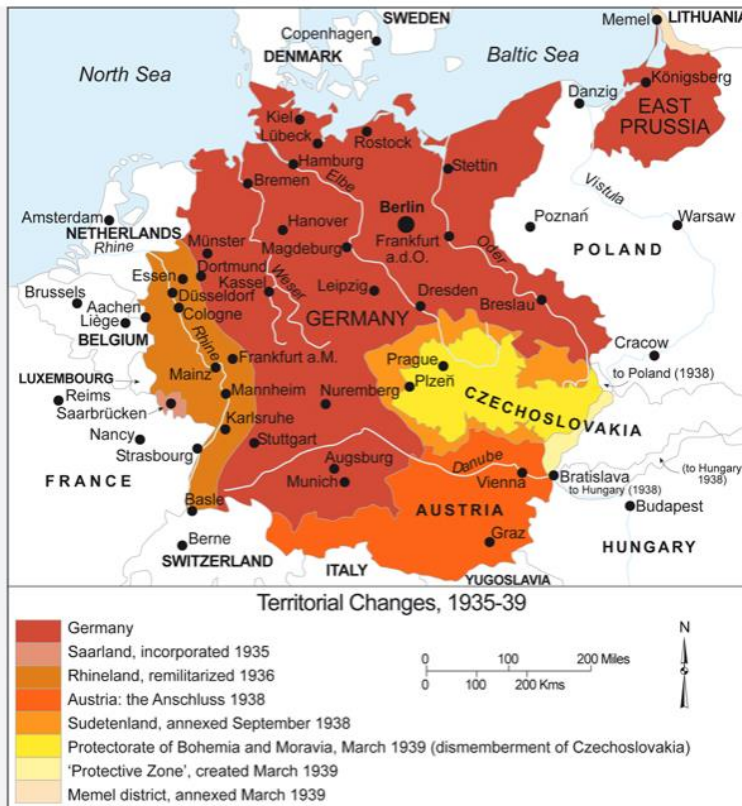 SWEDEN
Memel
LITHUANIA
Copenhagen
DENMARK
Baltic Sea
North Sea
Königsberg
Danzig
EAST
PRUSSIA
Kiel
Lübeck
Rostock
Hamburg
Stettin
Elbe
Bremen
Vistula
Berlin
Amsterdam
Hanover
Poznań
Warsaw
NETHERLANDS
Frankfurt
a.d.O.
Rhine
Münster
Magdeburg
Oder
POLAND
Essen
Dortmund
Weser
Kassel
Leipzig
Dresden
Breslau
Brussels
Düsseldorf
Aachen
Cologne
GERMANY
Liège
BELGIUM
Rhine
Cracow
Frankfurt a.M.
Prague
to Poland (1938)
Mainz
LUXEMBOURG
Plzeň
Reims
Mannheim
Nuremberg
CZECHOSLOVAKIA
Saarbrücken
Karlsruhe
Nancy
Stuttgart
Strasbourg
Augsburg
Danube
(to Hungary
1938)
FRANCE
Vienna
Bratislava
Munich
to Hungary (1938)
Basle
AUSTRIA
Budapest
Berne
Graz
HUNGARY
SWITZERLAND
ITALY
YUGOSLAVIA
Territorial Changes, 1935-39
Germany
N
Saarland, incorporated 1935
Rhineland, remilitarized 1936
0 100 200 Miles
0 100 200 Kms
Austria: the Anschluss 1938
Sudetenland, annexed September 1938
Protectorate of Bohemia and Moravia, March 1939 (dismemberment of Czechoslovakia)
'Protective Zone', created March 1939
Memel district, annexed March 1939